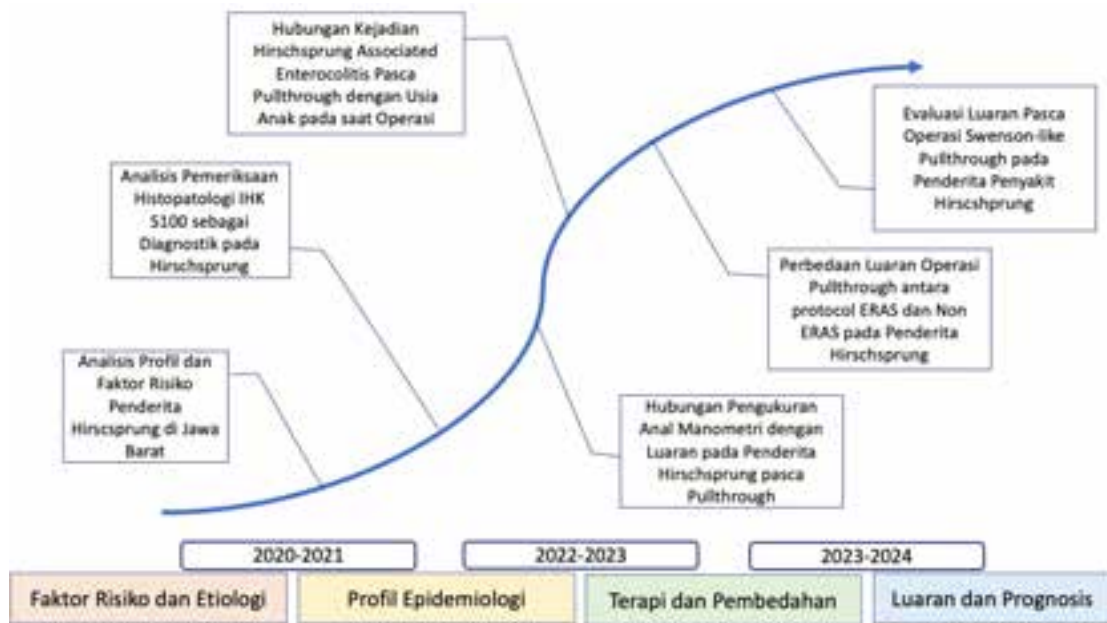 Hubungan Kejadian
Hirschsprung Associated
Enterocolitis Pasca
Pullthrough dengan Usia
Anak pada saat Operasi
Analisis Pemeriksaan
Histopatologi IHK
S100 sebagai
Diagnostik pada
Hirschsprung
Analisis Profil dan
Faktor Risiko
Penderita
Hirscsprung di Jawa
Barat
Evaluasi Luaran Pasca
Operasi Swenson-like
Pullthrough pada
Penderita Penyakit
Hirscshprung
Perbedaan Luaran Operasi
Pullthrough antara
protocol ERAS dan Non
ERAS pada Penderita
Hirschsprung
Hubungan Pengukuran
Anal Manometri dengan
Luaran pada Penderita
Hirschsprung pasca
Pullthrough
2020-2021
2022-2023
2023-2024
Faktor Risiko dan Etiologi
Profil Epidemiologi
Terapi dan Pembedahan
Luaran dan Prognosis